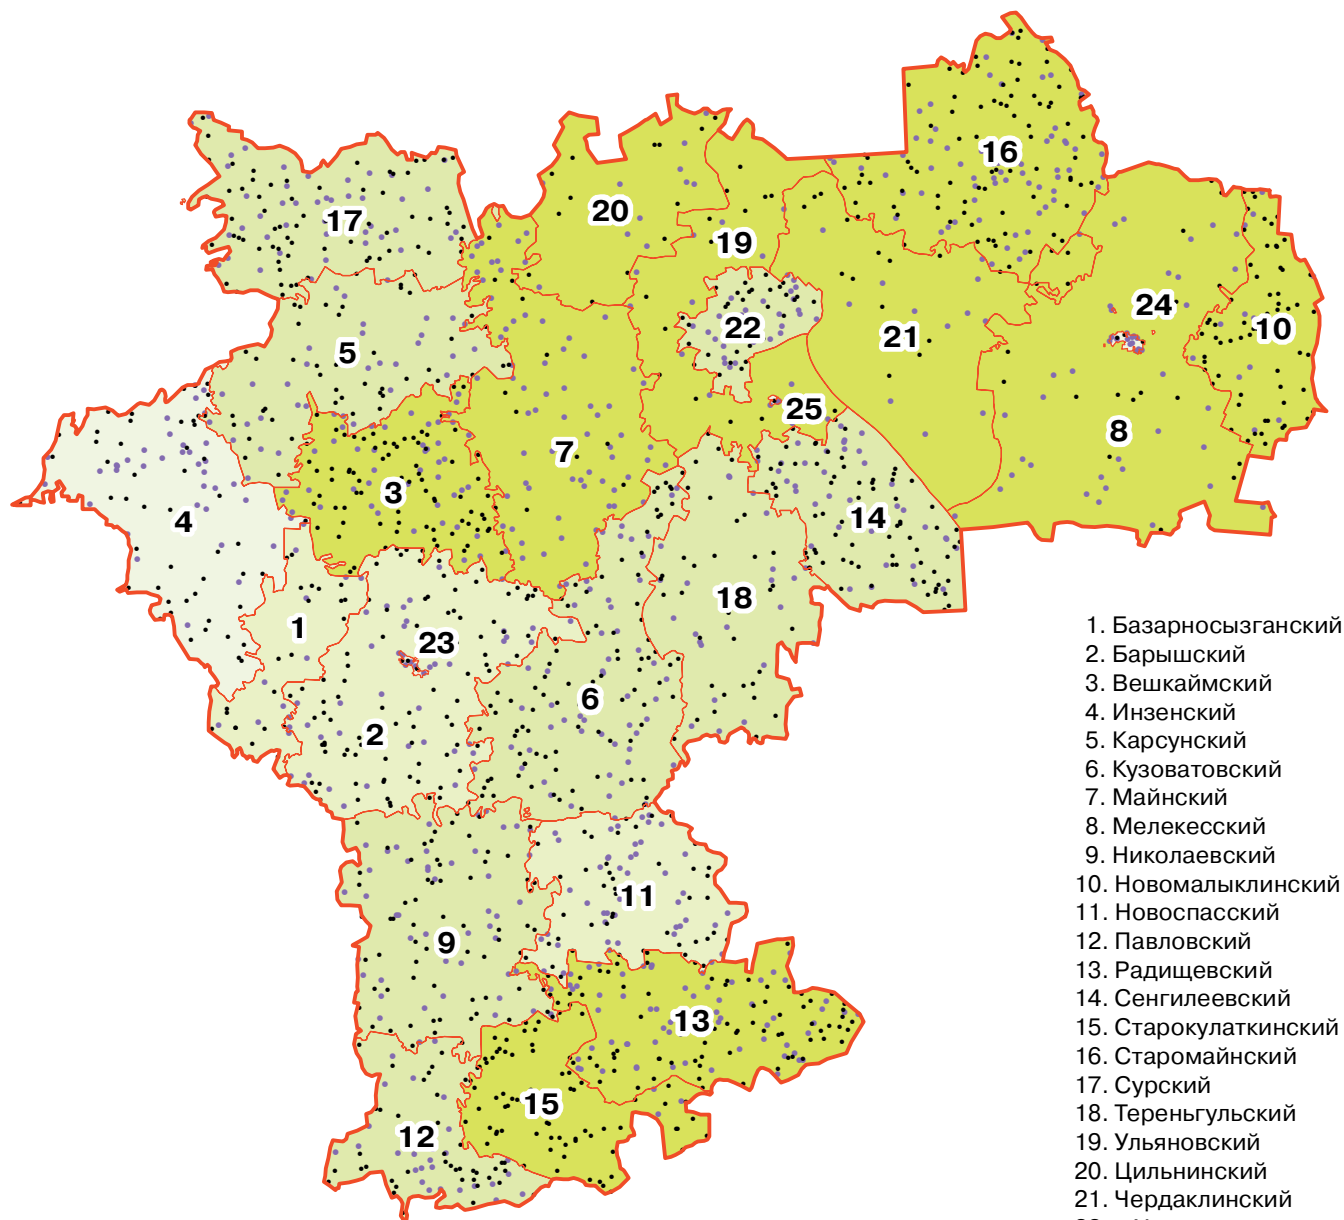 16
17
20
19
24
22
10
5
21
25
8
7
3
4
14
18
1
23
6
2
11
9
13
15
12
1. Базарносызганский
2. Барышский
3. Вешкаймский
4. Инзенский
5. Карсунский
6. Кузоватовский
7. Майнский
8. Мелекесский
9. Николаевский
10. Новомалыклинский
11. Новоспасский
12. Павловский
13. Радищевский
14. Сенгилеевский
15. Старокулаткинский
16. Старомайнский
17. Сурский
18. Тереньгульский
19. Ульяновский
20. Цильнинский
21. Чердаклинский